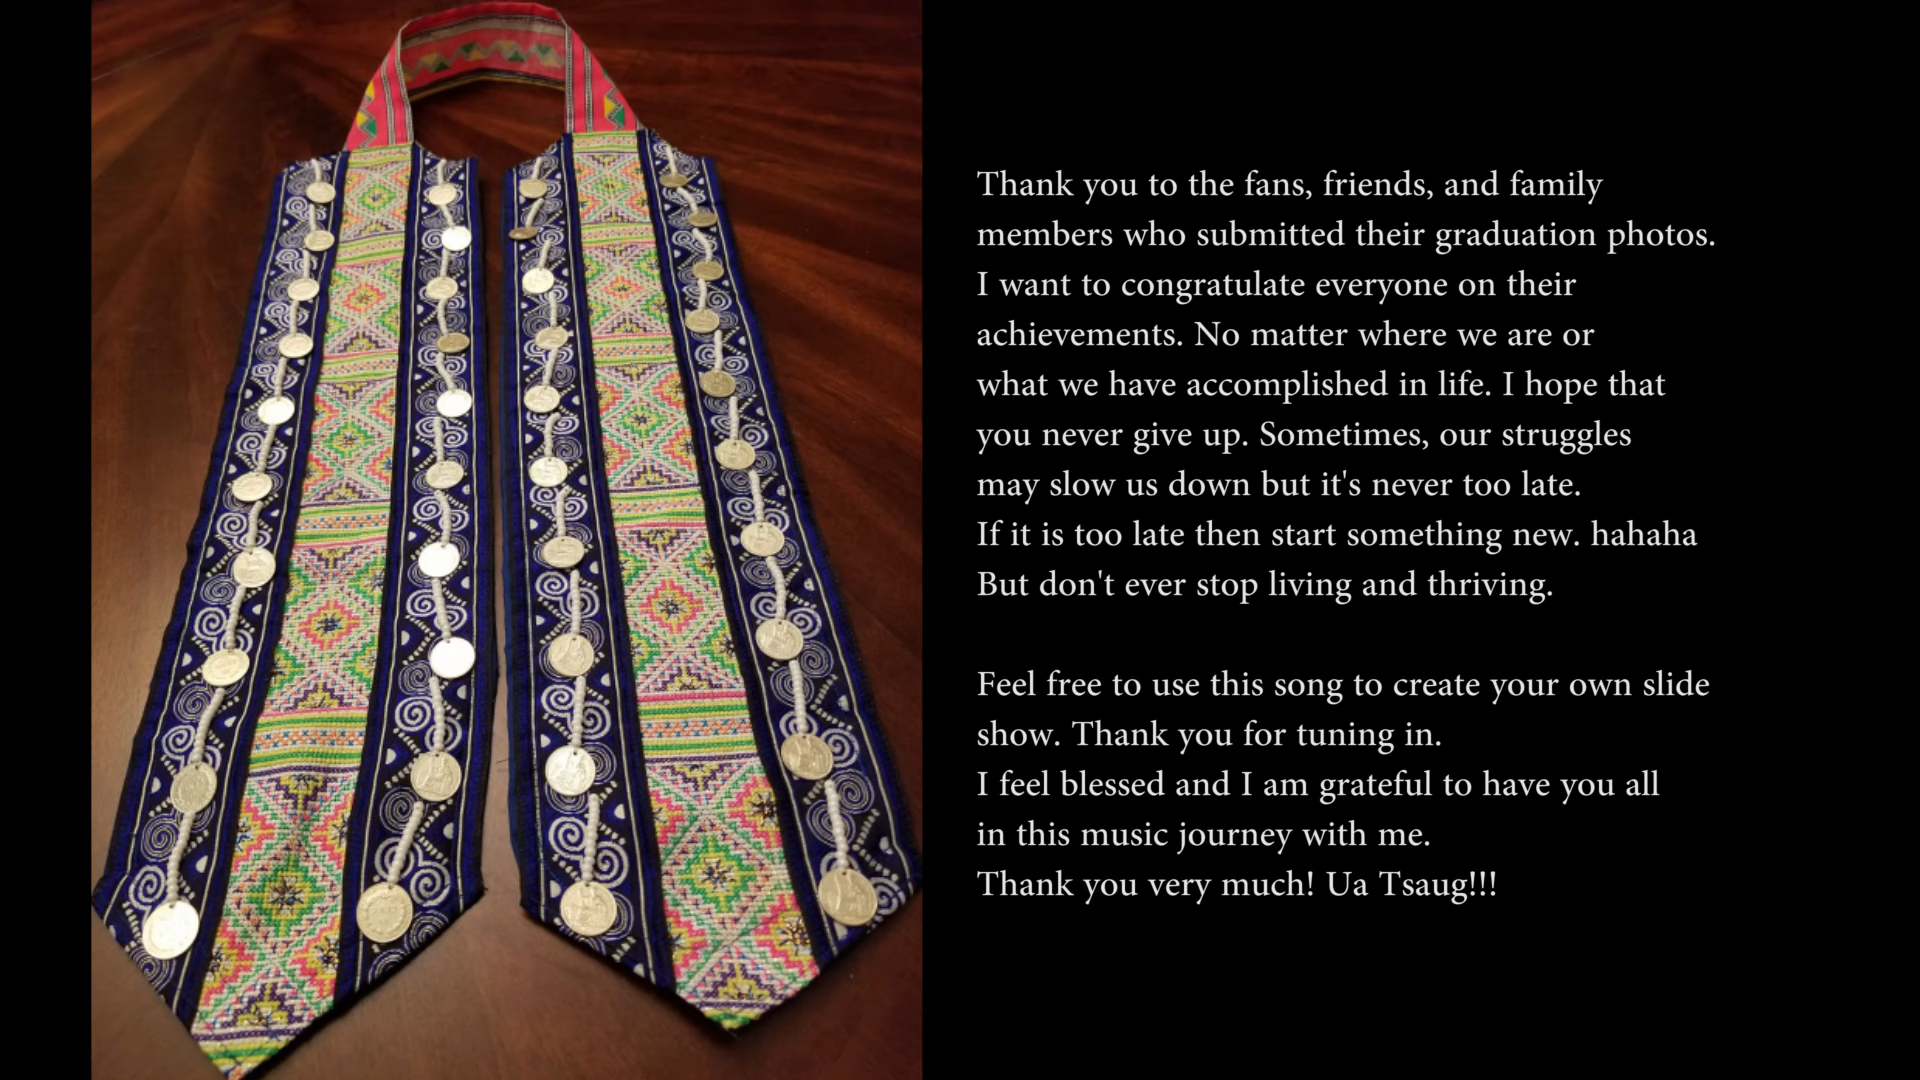 Thank you to the fans, friends, and family
members who submitted their graduation photos.
I want to congratulate everyone on their
achievements. No matter where we are or
what we have accomplished in life. I hope that
you never give up. Sometimes, our struggles
may slow us down but it's never too late.
If it is too late then start something new. hahaha
But don't ever stop living and thriving.
Feel free to use this song to create your own slide
show. Thank you for tuning in.
I feel blessed and I am grateful to have you all
in this music journey with me.
Thank you very much! Ua Tsaug!!!